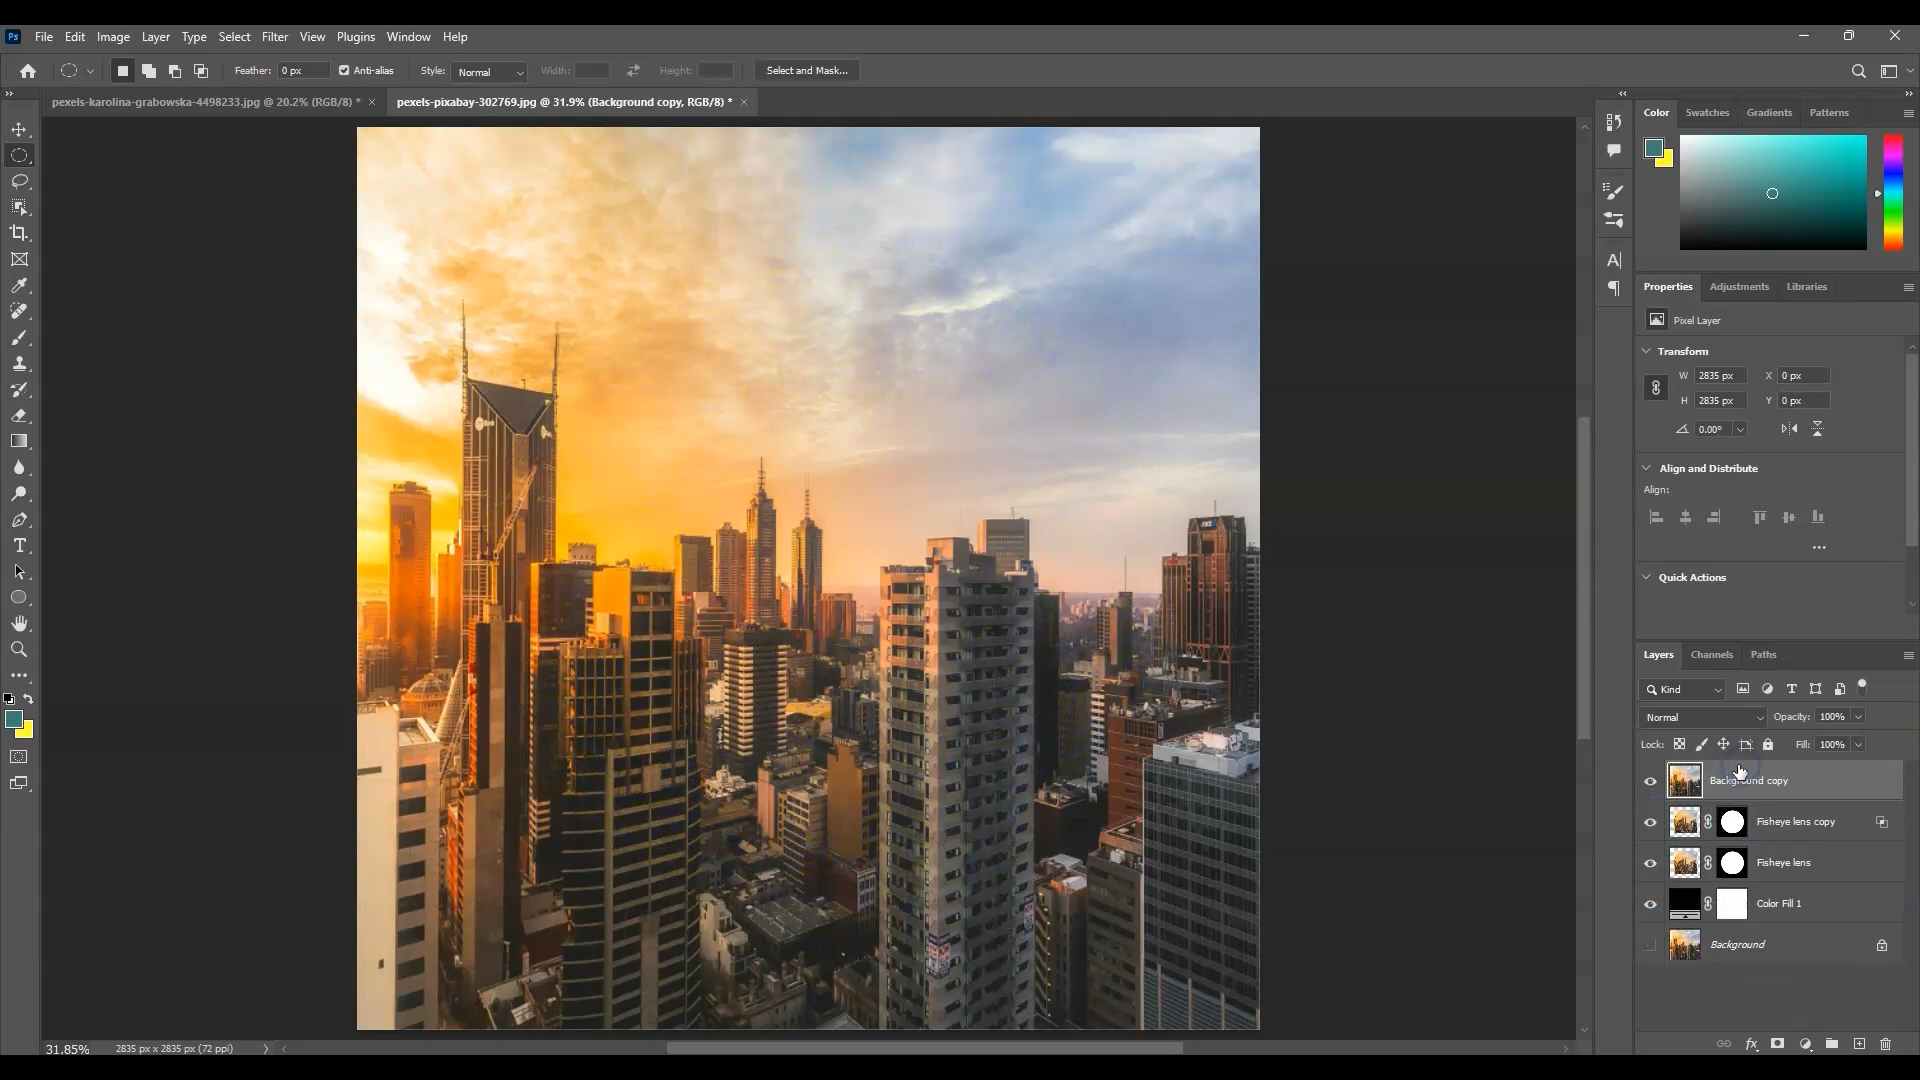 Ps File Edit Image Layer Type Select Filter View Plugins Window Help
Feather: 0 px Anti-alias Style: Normal Width: Height: Select and Mask...
pexels-karolina-grabowska-4498233.jpg @ 20.2% (RGB/8) * × pexels-pixabay-302769.jpg @ 31.9% (Background copy, RGB/8) * ×
Color Swatches Gradients Patterns
Properties Adjustments Libraries
Pixel Layer
Transform
W 2835 px X 0 px
H 2835 px Y 0 px
0.00°
Align and Distribute
Align:
Quick Actions
Layers Channels Paths
Kind
Normal Opacity: 100%
Lock: Fill: 100%
Background copy
Fisheye lens copy
Fisheye lens
Color Fill 1
Background
31.85% 2835 px x 2835 px (72 ppi)